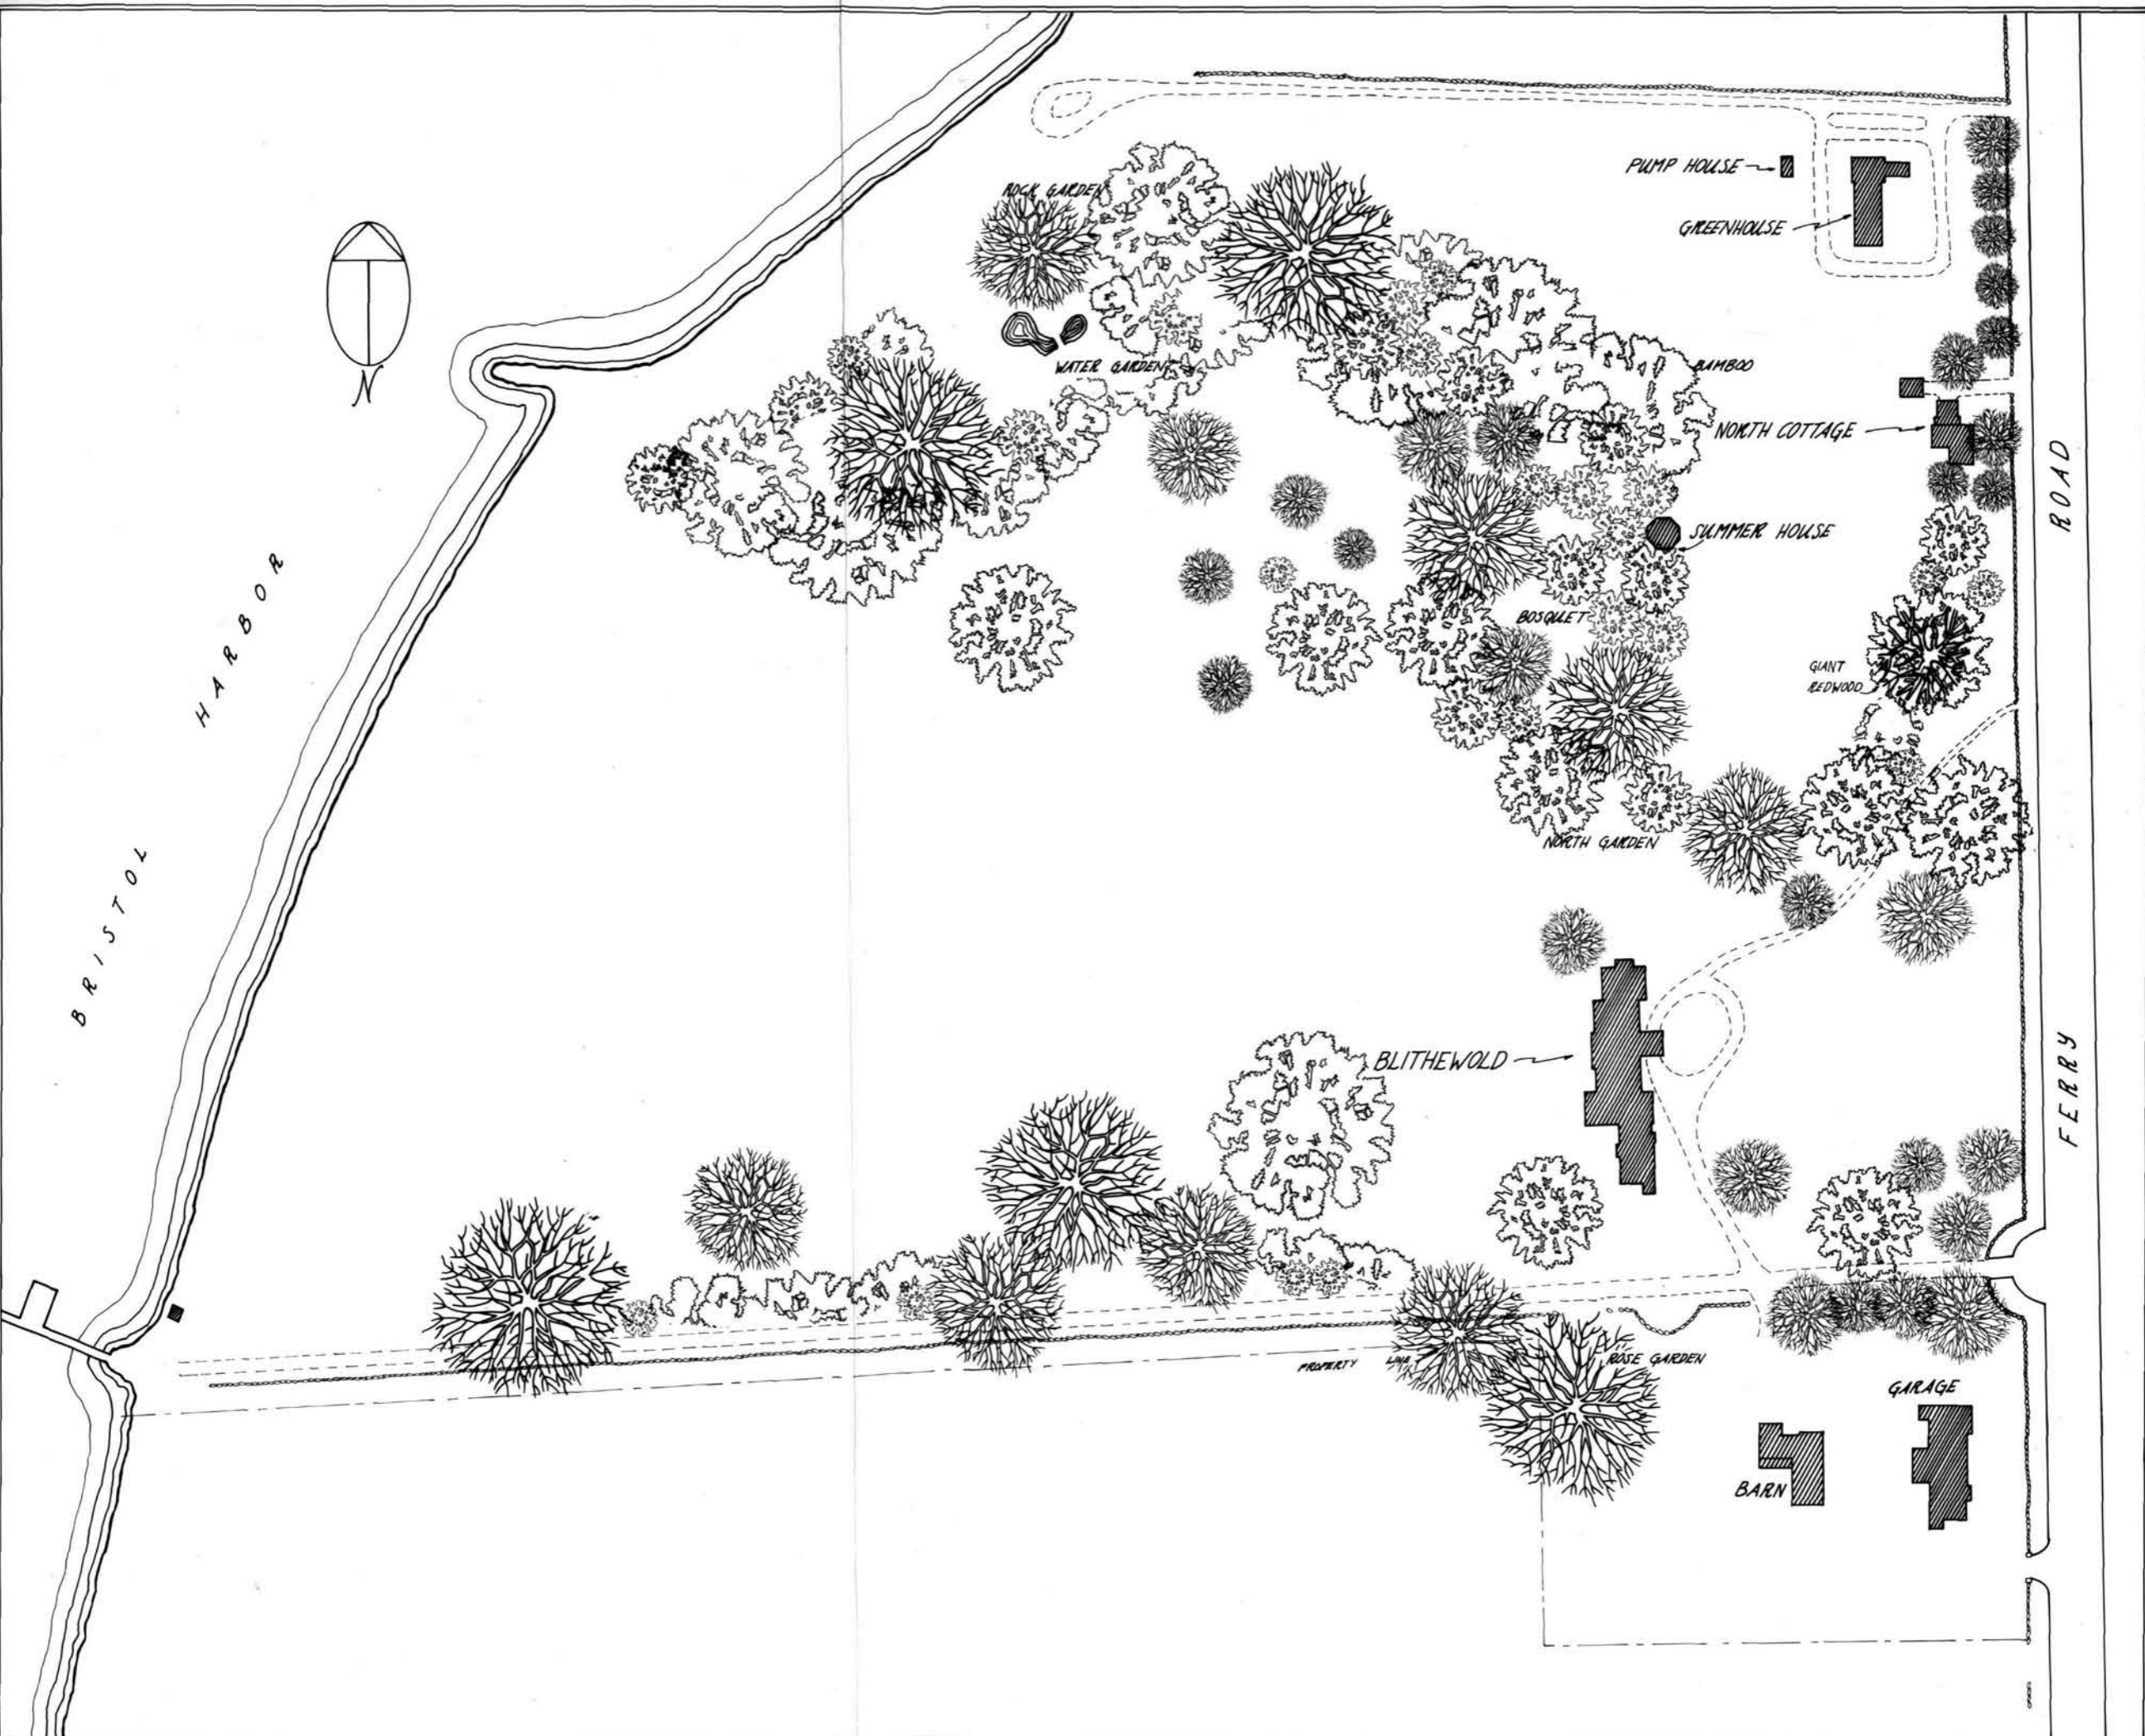 ROCK GARDEN
PUMP HOUSE
GREENHOUSE
WATER GARDEN
BAMBOO
N
NORTH COTTAGE
ROAD
SUMMER HOUSE
HARBOR
BOSQUET
GIANT
REDWOOD
NORTH GARDEN
BRISTOL
BLITHEWOLD
FERRY
PROPERTY LINE
ROSE GARDEN
GARAGE
BARN